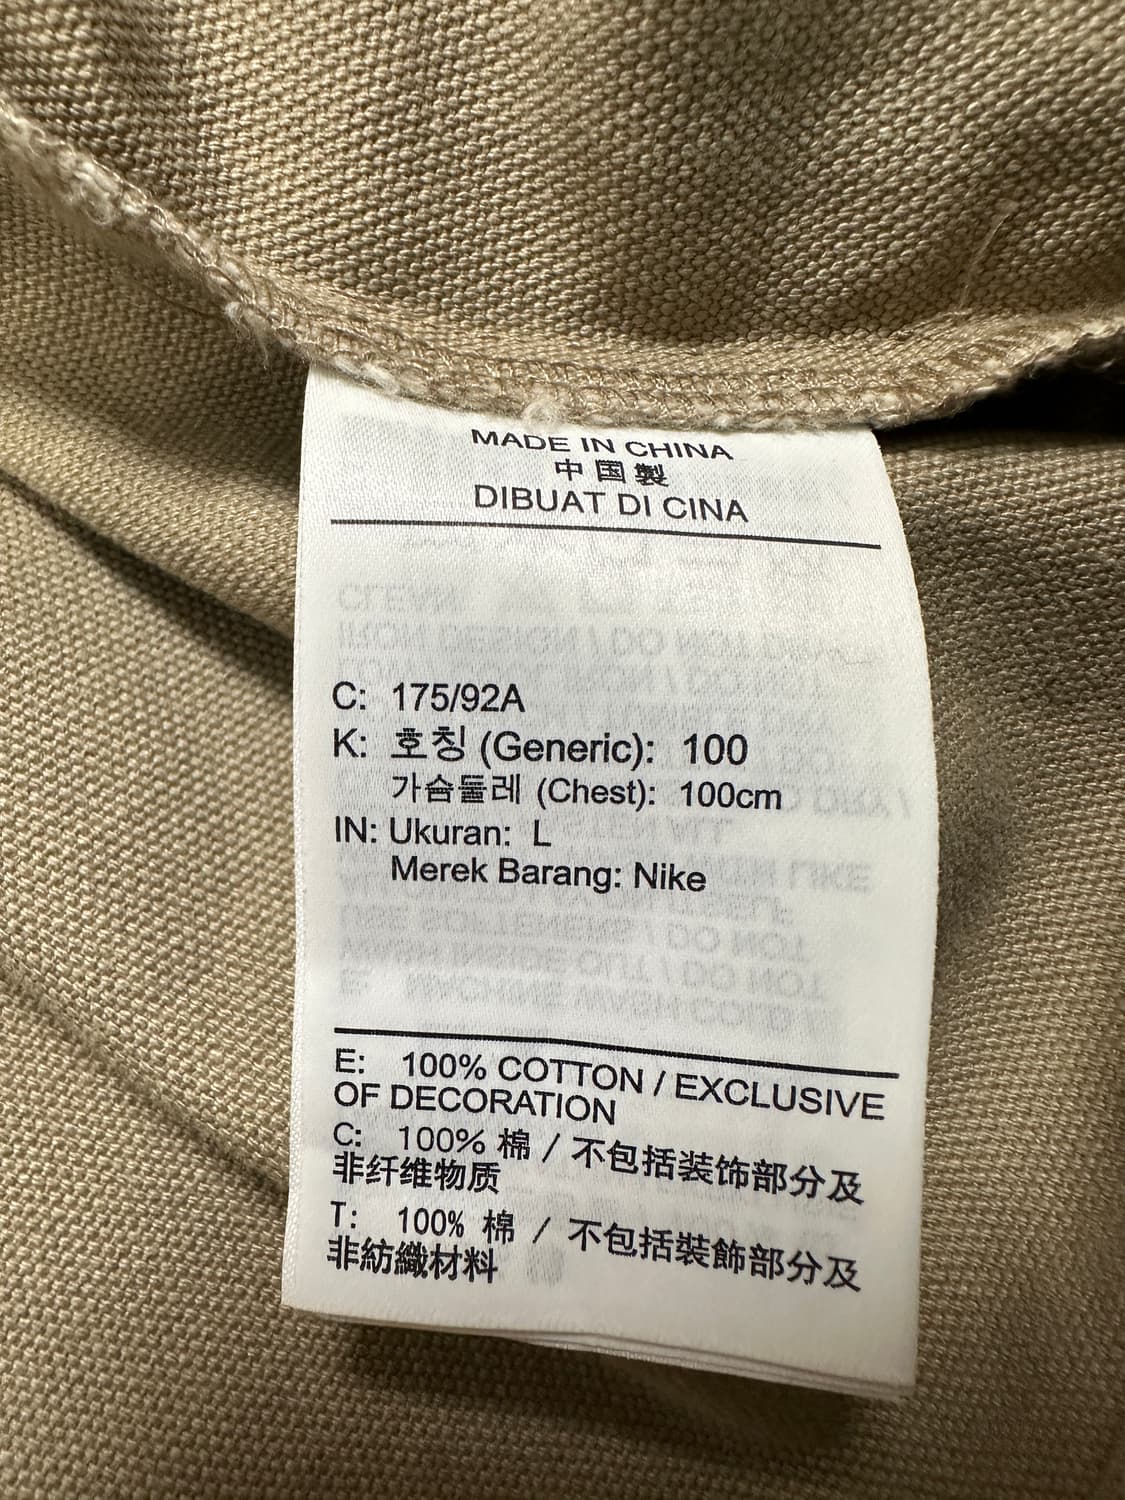 MADE IN CHINA
中国製
DIBUAT DI CINA
C: 175/92A
K: 호칭 (Generic): 100
가슴둘레 (Chest): 100cm
IN: Ukuran: L
Merek Barang: Nike
E: 100% COTTON / EXCLUSIVE
OF DECORATION
C: 100% 棉 / 不包括装饰部分及
非纤维物质
T: 100% 棉 / 不包括裝飾部分及
非紡織材料